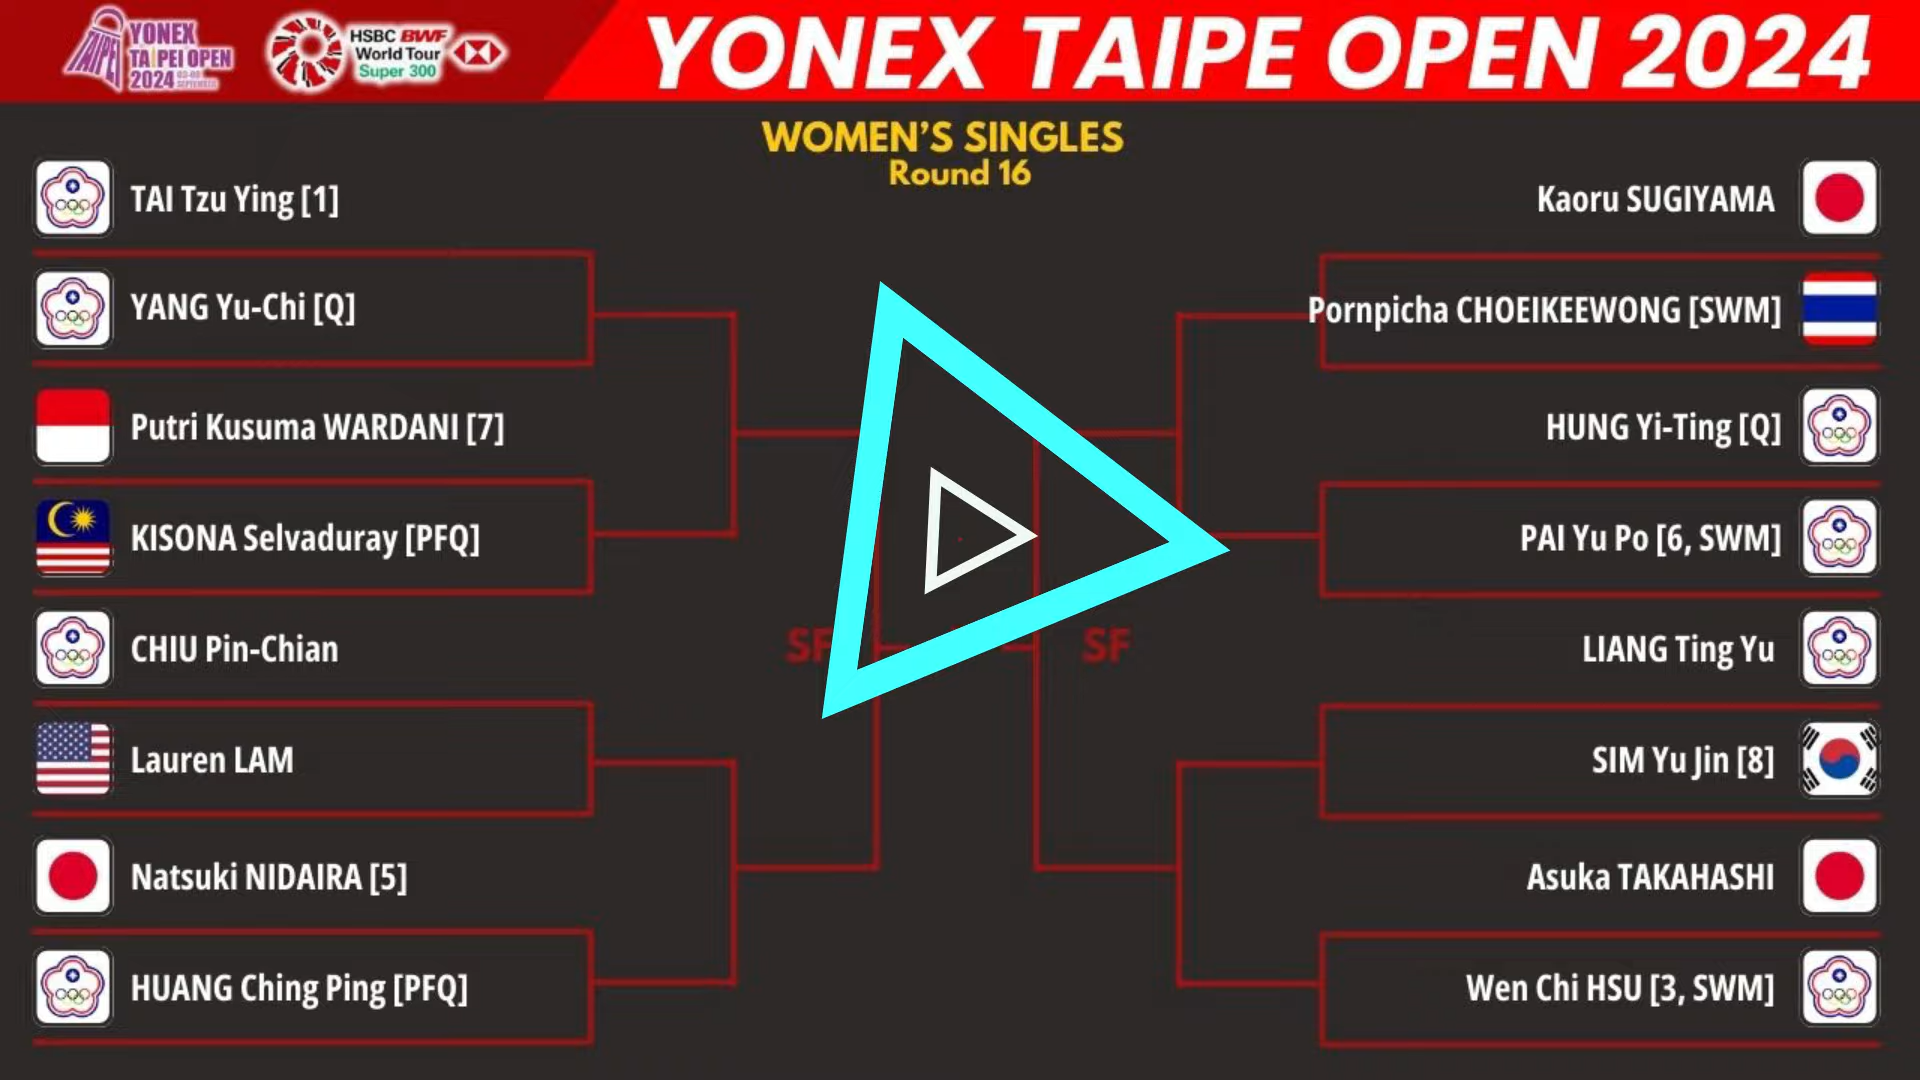 YONEX
TAIPEI OPEN
2024
TAIPEI
HSBC BWF
World Tour
Super 300
YONEX TAIPE OPEN 2024
WOMEN'S SINGLES
Round 16
TAI Tzu Ying [1]
YANG Yu-Chi [Q]
Putri Kusuma WARDANI [7]
KISONA Selvaduray [PFQ]
CHIU Pin-Chian
Lauren LAM
Natsuki NIDAIRA [5]
HUANG Ching Ping [PFQ]
SF
SF
Kaoru SUGIYAMA
Pornpicha CHOEIKEEWONG [SWM]
HUNG Yi-Ting [Q]
PAI Yu Po [6, SWM]
LIANG Ting Yu
SIM Yu Jin [8]
Asuka TAKAHASHI
Wen Chi HSU [3, SWM]